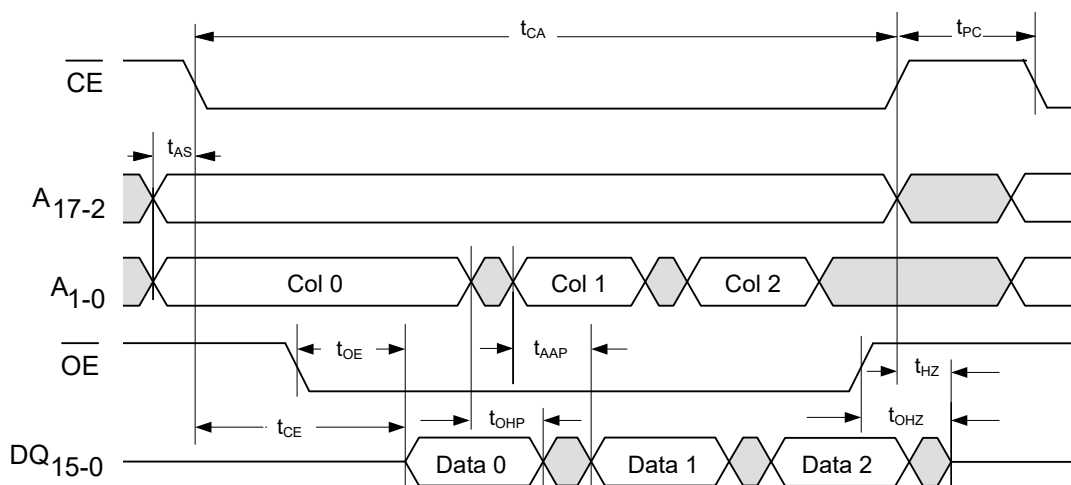 tCA
tPC
CE
tAS
A17-2
A1-0
Col 0
Col 1
Col 2
OE
tOE
tAAP
tHZ
tCE
tOHP
tOHZ
DQ15-0
Data 0
Data 1
Data 2